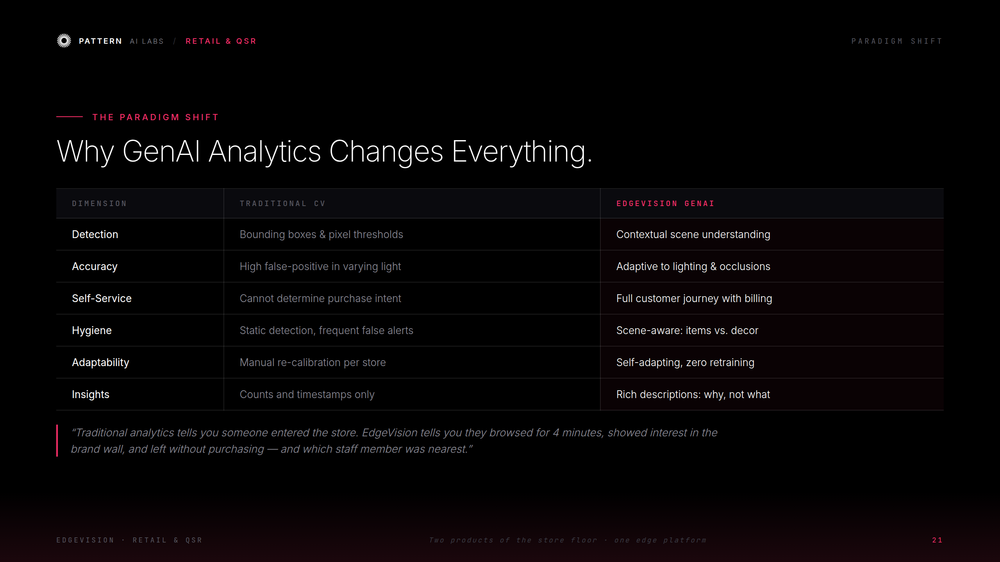 PATTERN AI LABS / RETAIL & QSR
PARADIGM SHIFT
THE PARADIGM SHIFT
Why GenAI Analytics Changes Everything.
DIMENSION TRADITIONAL CV EDGEVISION GENAI
Detection Bounding boxes & pixel thresholds Contextual scene understanding
Accuracy High false-positive in varying light Adaptive to lighting & occlusions
Self-Service Cannot determine purchase intent Full customer journey with billing
Hygiene Static detection, frequent false alerts Scene-aware: items vs. decor
Adaptability Manual re-calibration per store Self-adapting, zero retraining
Insights Counts and timestamps only Rich descriptions: why, not what
“Traditional analytics tells you someone entered the store. EdgeVision tells you they browsed for 4 minutes, showed interest in the
brand wall, and left without purchasing — and which staff member was nearest.”
EDGEVISION · RETAIL & QSR
Two products of the store floor · one edge platform
21